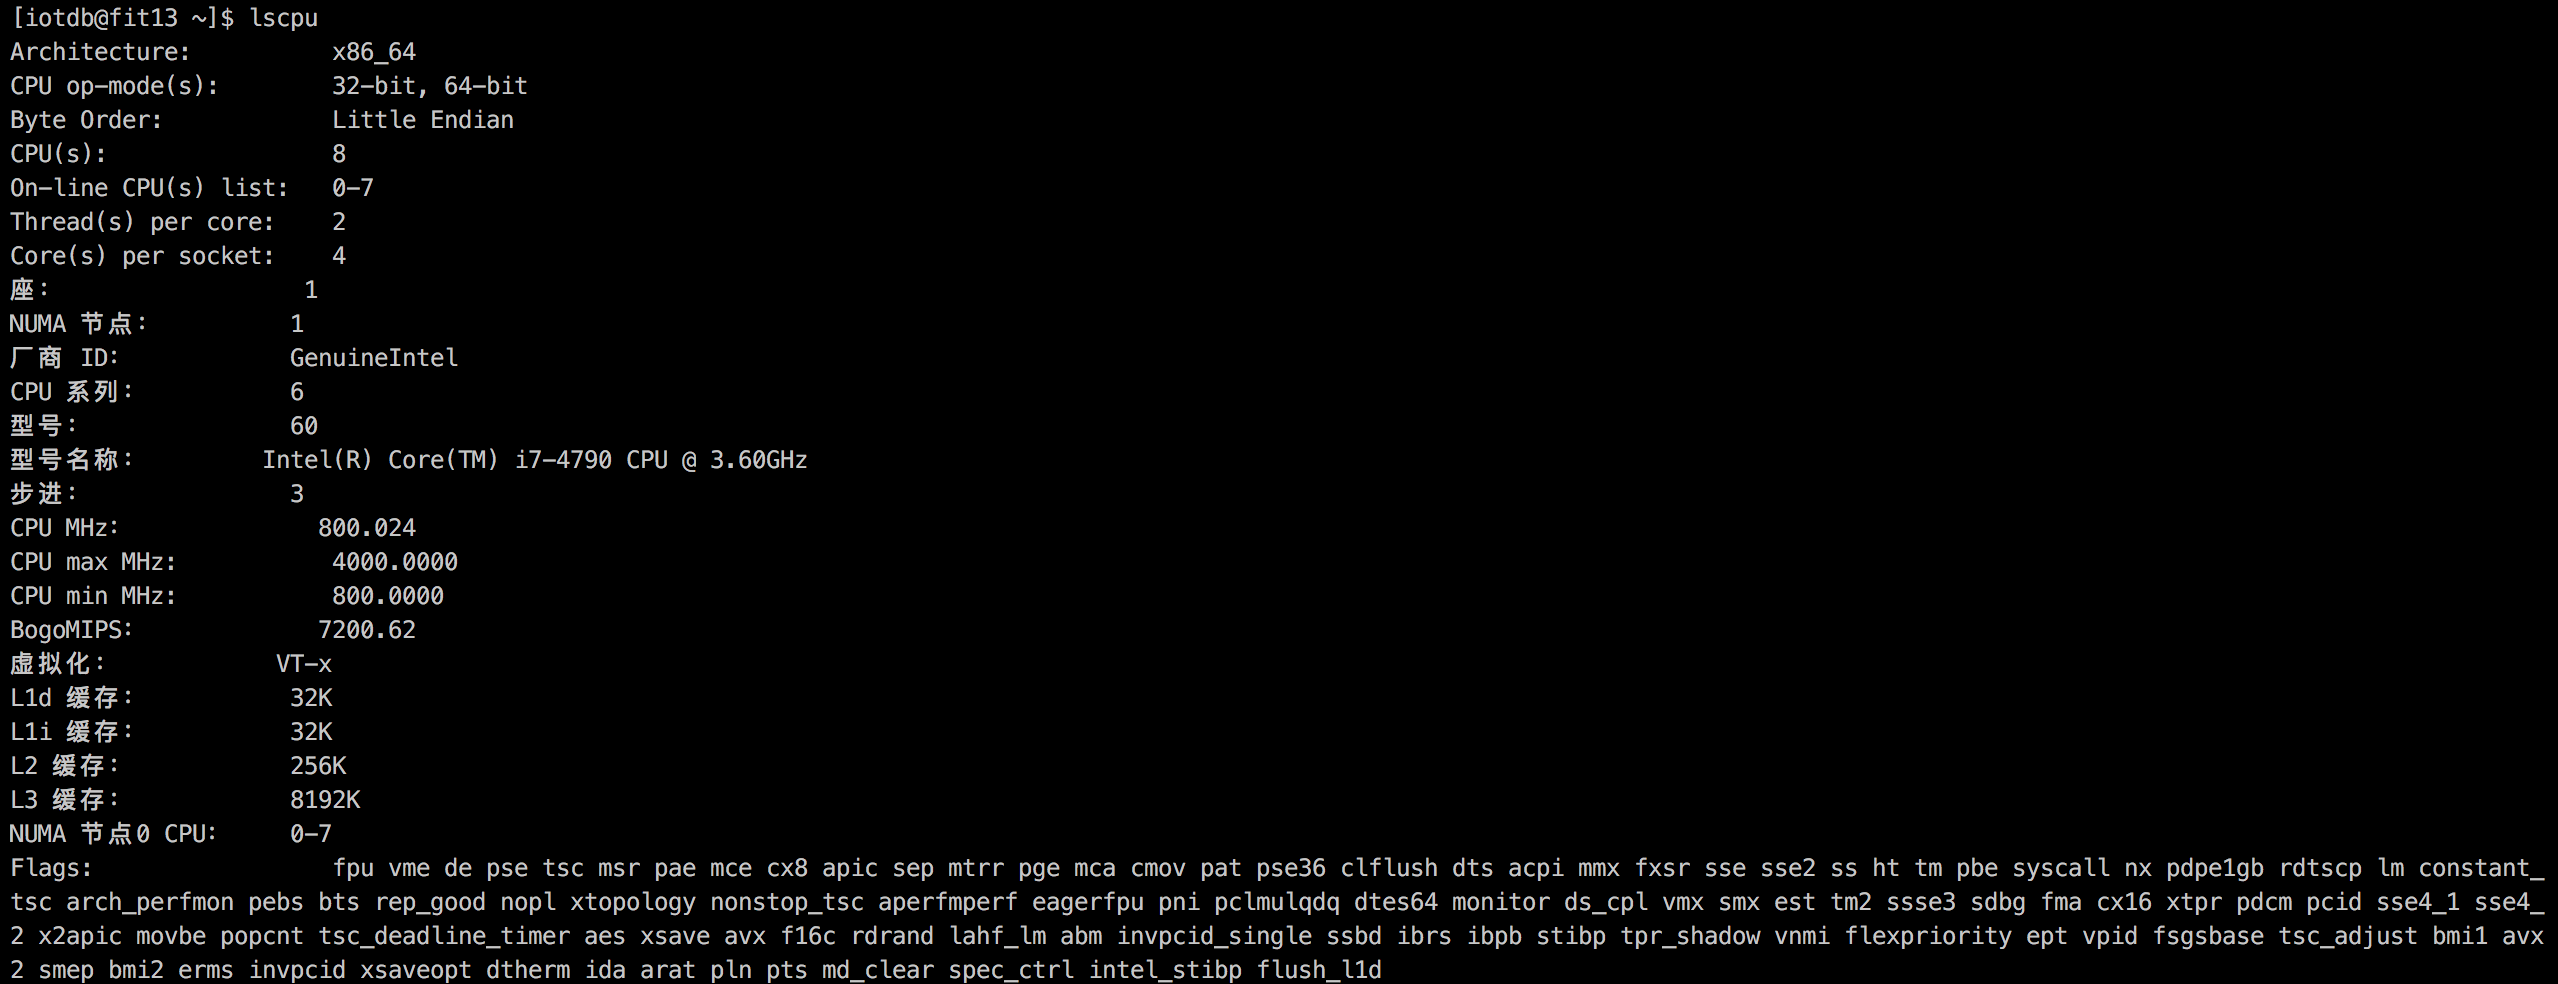 [iotdb@fit13 ~]$ lscpu
Architecture:          x86_64
CPU op-mode(s):        32-bit, 64-bit
Byte Order:            Little Endian
CPU(s):                8
On-line CPU(s) list:   0-7
Thread(s) per core:    2
Core(s) per socket:    4
座：                 1
NUMA 节点：         1
厂商 ID：           GenuineIntel
CPU 系列：          6
型号：              60
型号名称：        Intel(R) Core(TM) i7-4790 CPU @ 3.60GHz
步进：              3
CPU MHz：             800.024
CPU max MHz:           4000.0000
CPU min MHz:           800.0000
BogoMIPS：            7200.62
虚拟化：           VT-x
L1d 缓存：          32K
L1i 缓存：          32K
L2 缓存：           256K
L3 缓存：           8192K
NUMA 节点0 CPU：    0-7
Flags:                 fpu vme de pse tsc msr pae mce cx8 apic sep mtrr pge mca cmov pat pse36 clflush dts acpi mmx fxsr sse sse2 ss ht tm pbe syscall nx pdpe1gb rdtscp lm constant_
tsc arch_perfmon pebs bts rep_good nopl xtopology nonstop_tsc aperfmperf eagerfpu pni pclmulqdq dtes64 monitor ds_cpl vmx smx est tm2 ssse3 sdbg fma cx16 xtpr pdcm pcid sse4_1 sse4_
2 x2apic movbe popcnt tsc_deadline_timer aes xsave avx f16c rdrand lahf_lm abm invpcid_single ssbd ibrs ibpb stibp tpr_shadow vnmi flexpriority ept vpid fsgsbase tsc_adjust bmi1 avx
2 smep bmi2 erms invpcid xsaveopt dtherm ida arat pln pts md_clear spec_ctrl intel_stibp flush_l1d